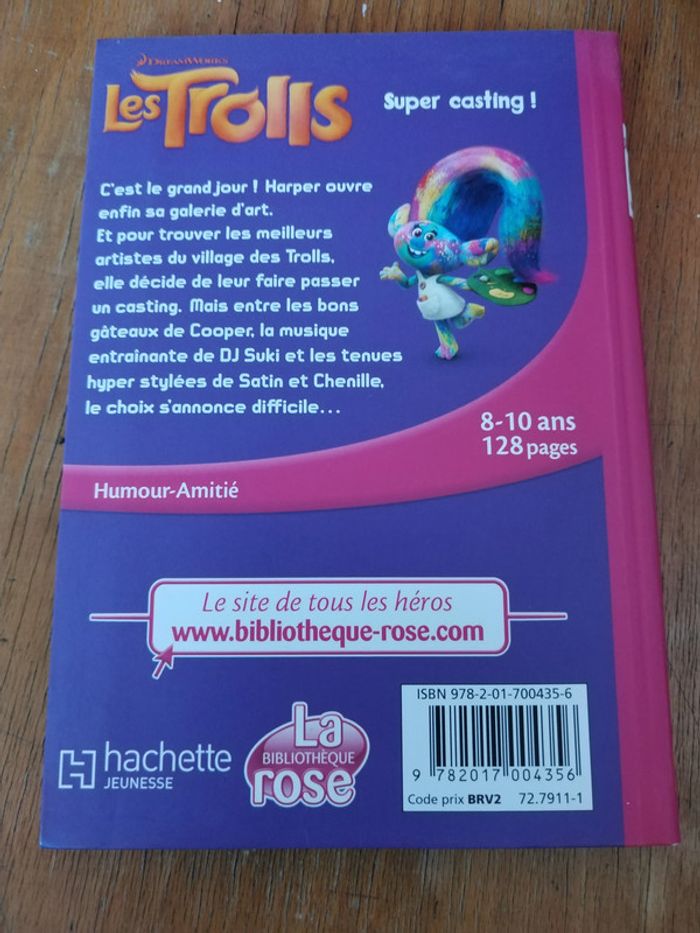 DREAMWORKS
Les Trolls
Super casting !
C'est le grand jour ! Harper ouvre
enfin sa galerie d'art.
Et pour trouver les meilleurs
artistes du village des Trolls,
elle décide de leur faire passer
un casting. Mais entre les bons
gâteaux de Cooper, la musique
entraînante de DJ Suki et les tenues
hyper stylées de Satin et Chenille,
le choix s'annonce difficile...
8-10 ans
128 pages
Humour-Amitié
Le site de tous les héros
www.bibliotheque-rose.com
hachette
JEUNESSE
La
BIBLIOTHÈQUE
rose
ISBN 978-2-01-700435-6
9 782017 004356
Code prix BRV2 72.7911-1